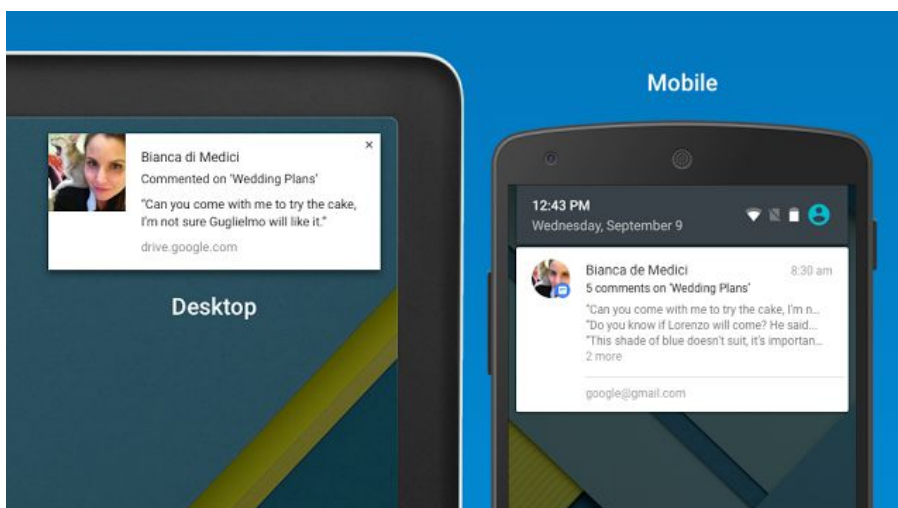 Bianca di Medici
Commented on 'Wedding Plans'
"Can you come with me to try the cake,
I'm not sure Guglielmo will like it."
drive.google.com
Desktop
Mobile
12:43 PM
Wednesday, September 9
Bianca de Medici 8:30 am
5 comments on 'Wedding Plans'
"Can you come with me to try the cake, I'm n...
"Do you know if Lorenzo will come? He said...
"This shade of blue doesn't suit, it's importan...
2 more
google@gmail.com